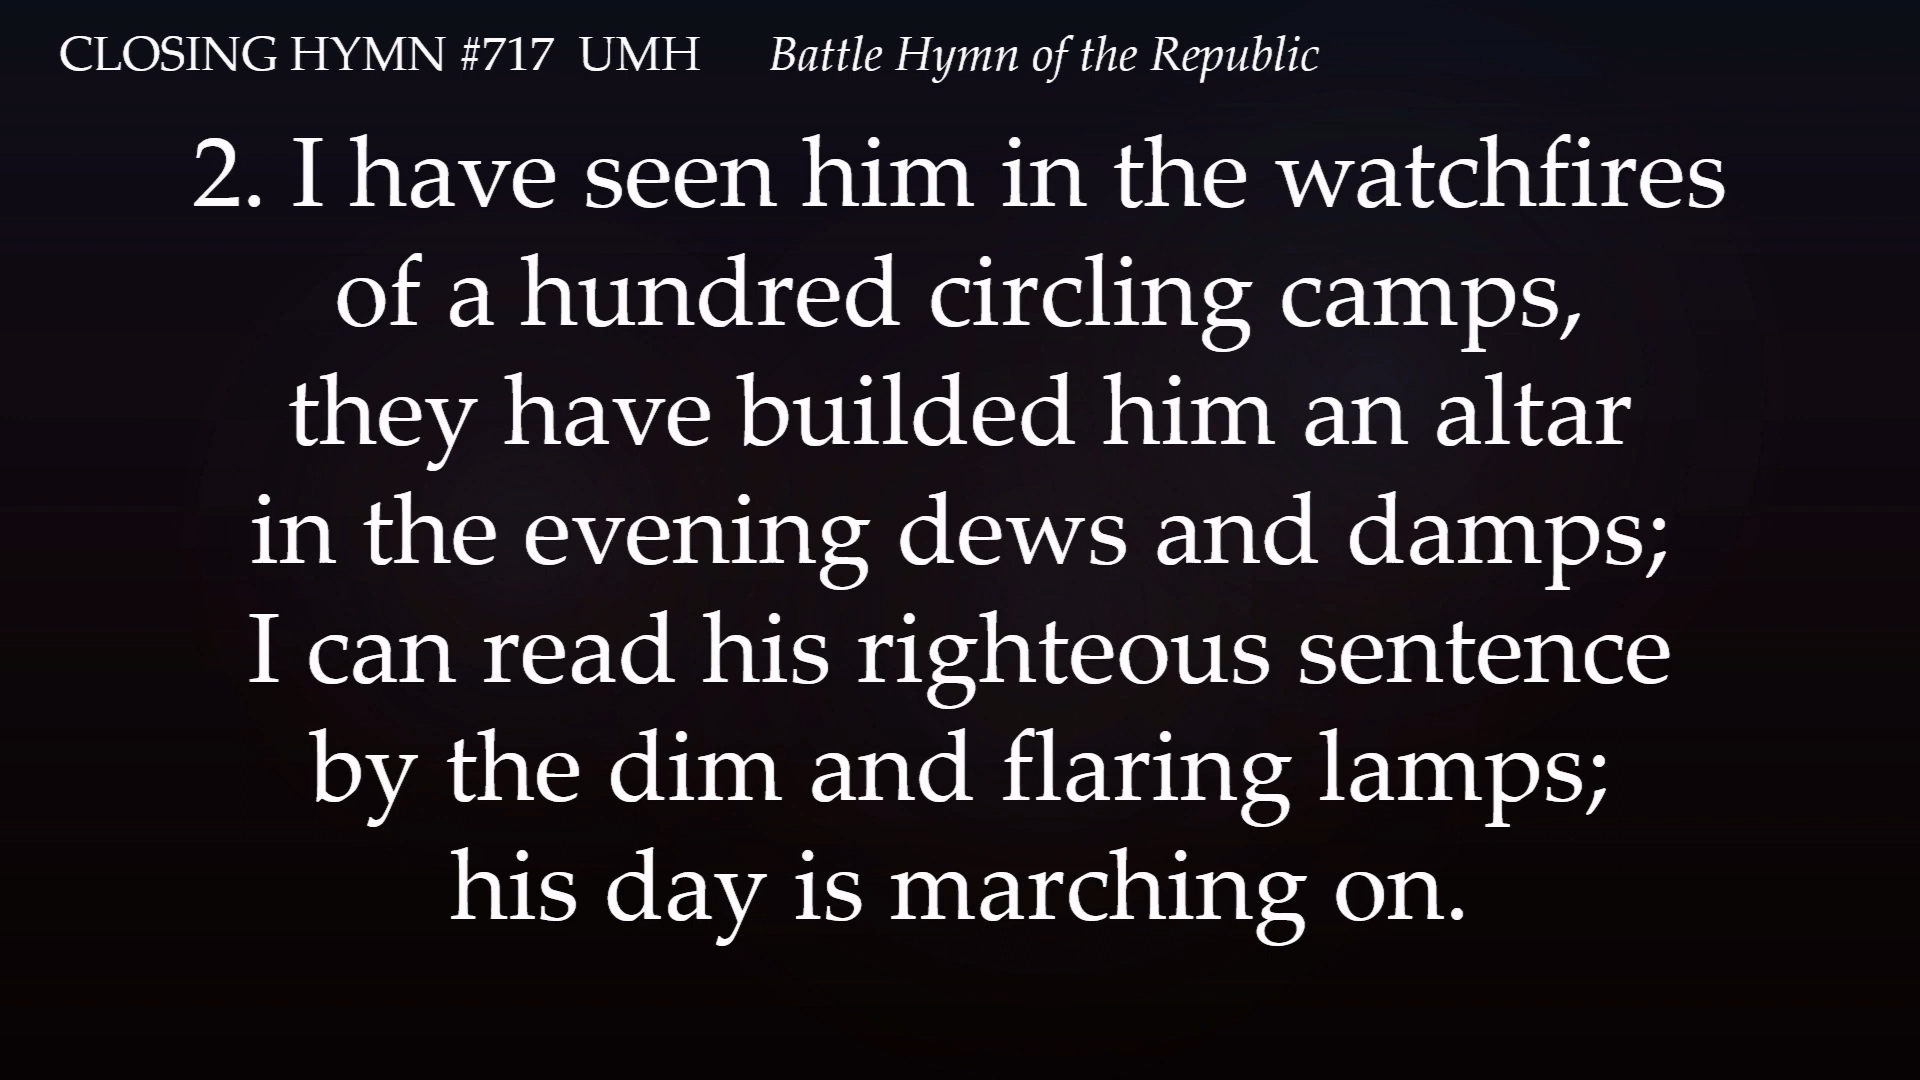 CLOSING HYMN #717 UMH Battle Hymn of the Republic
2. I have seen him in the watchfires
of a hundred circling camps,
they have builded him an altar
in the evening dews and damps;
I can read his righteous sentence
by the dim and flaring lamps;
his day is marching on.